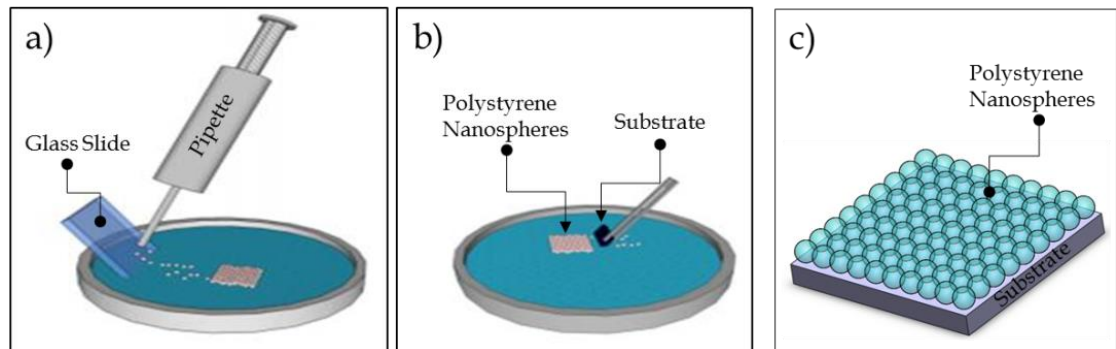 a)
Glass Slide
Pipette
b)
Polystyrene
Nanospheres
Substrate
c)
Polystyrene
Nanospheres
Substrate